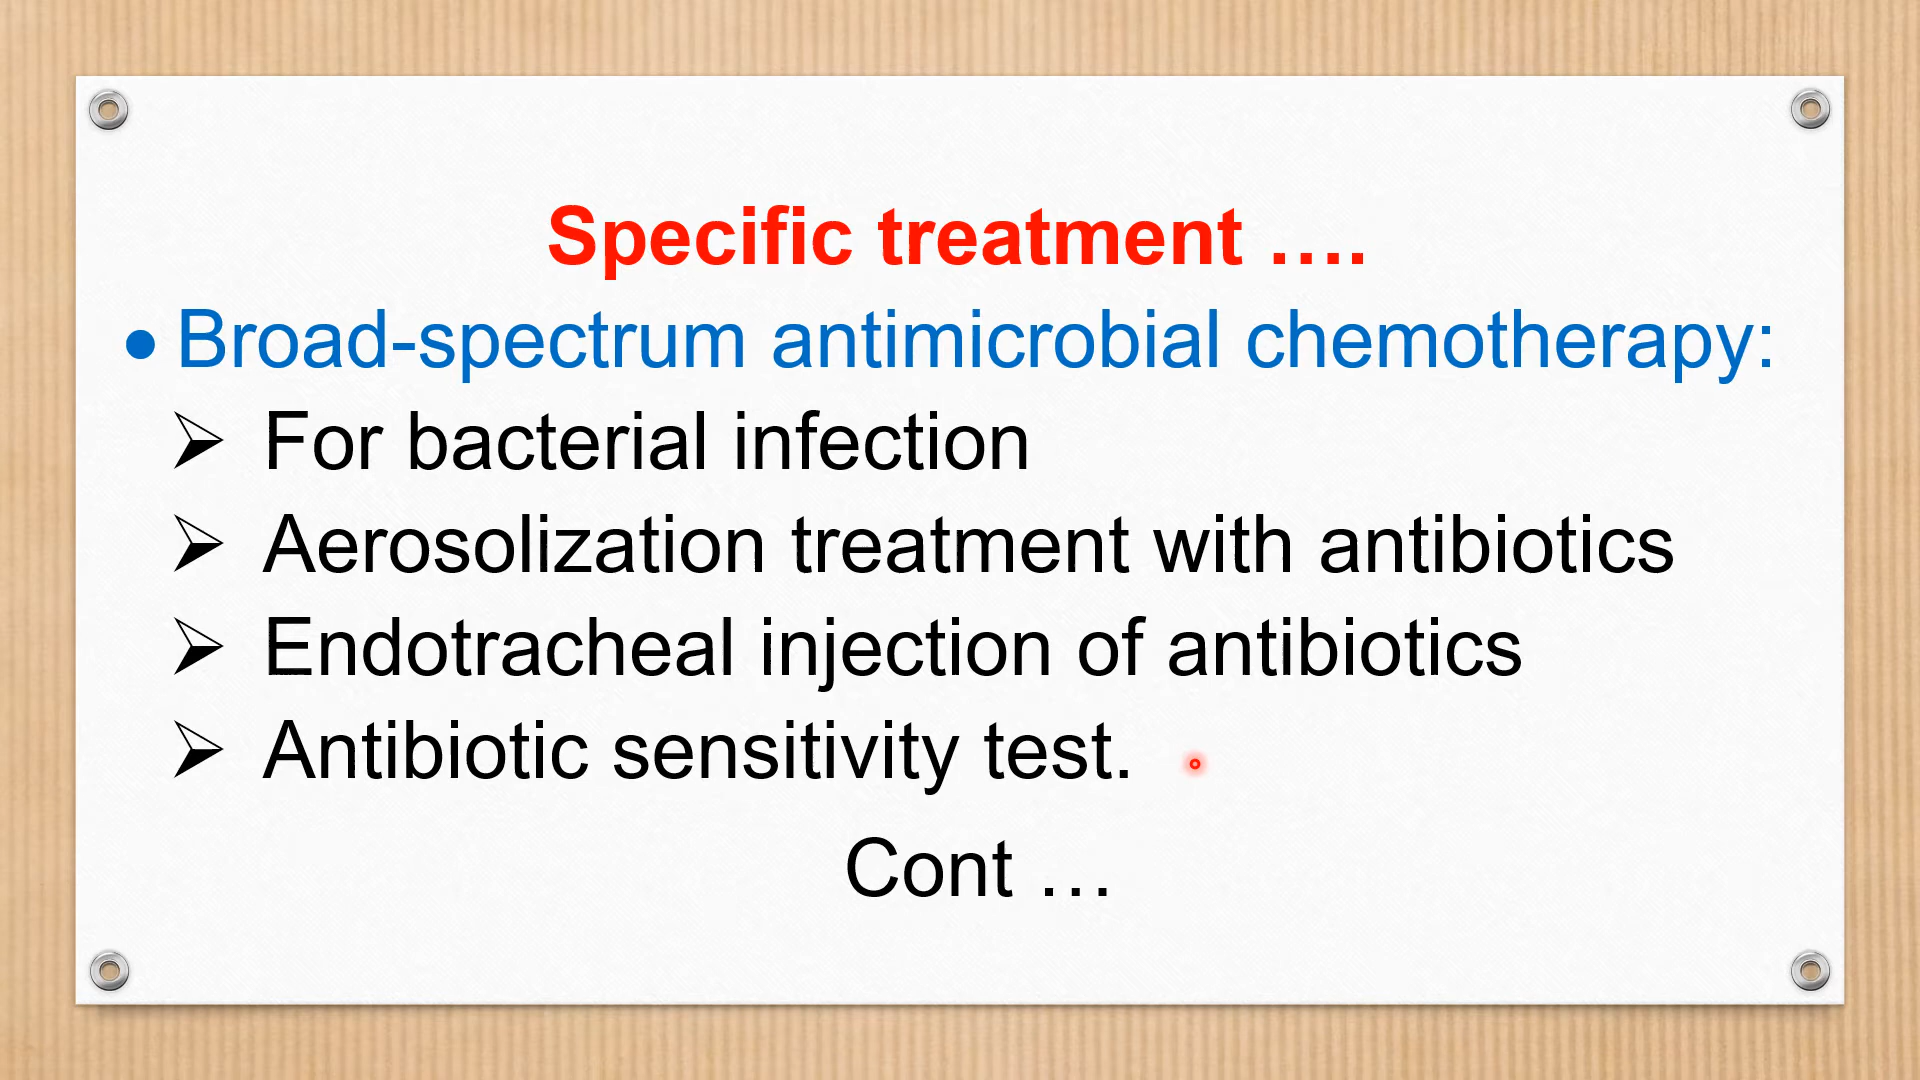 Specific treatment ….
• Broad-spectrum antimicrobial chemotherapy:
➢ For bacterial infection
➢ Aerosolization treatment with antibiotics
➢ Endotracheal injection of antibiotics
➢ Antibiotic sensitivity test.
Cont …